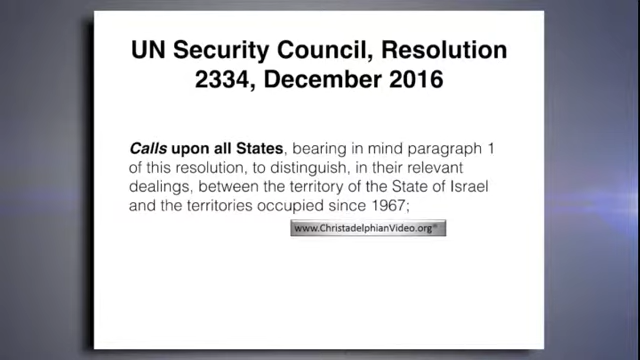 UN Security Council, Resolution
2334, December 2016
Calls upon all States, bearing in mind paragraph 1
of this resolution, to distinguish, in their relevant
dealings, between the territory of the State of Israel
and the territories occupied since 1967;
www.ChristadelphianVideo.org®